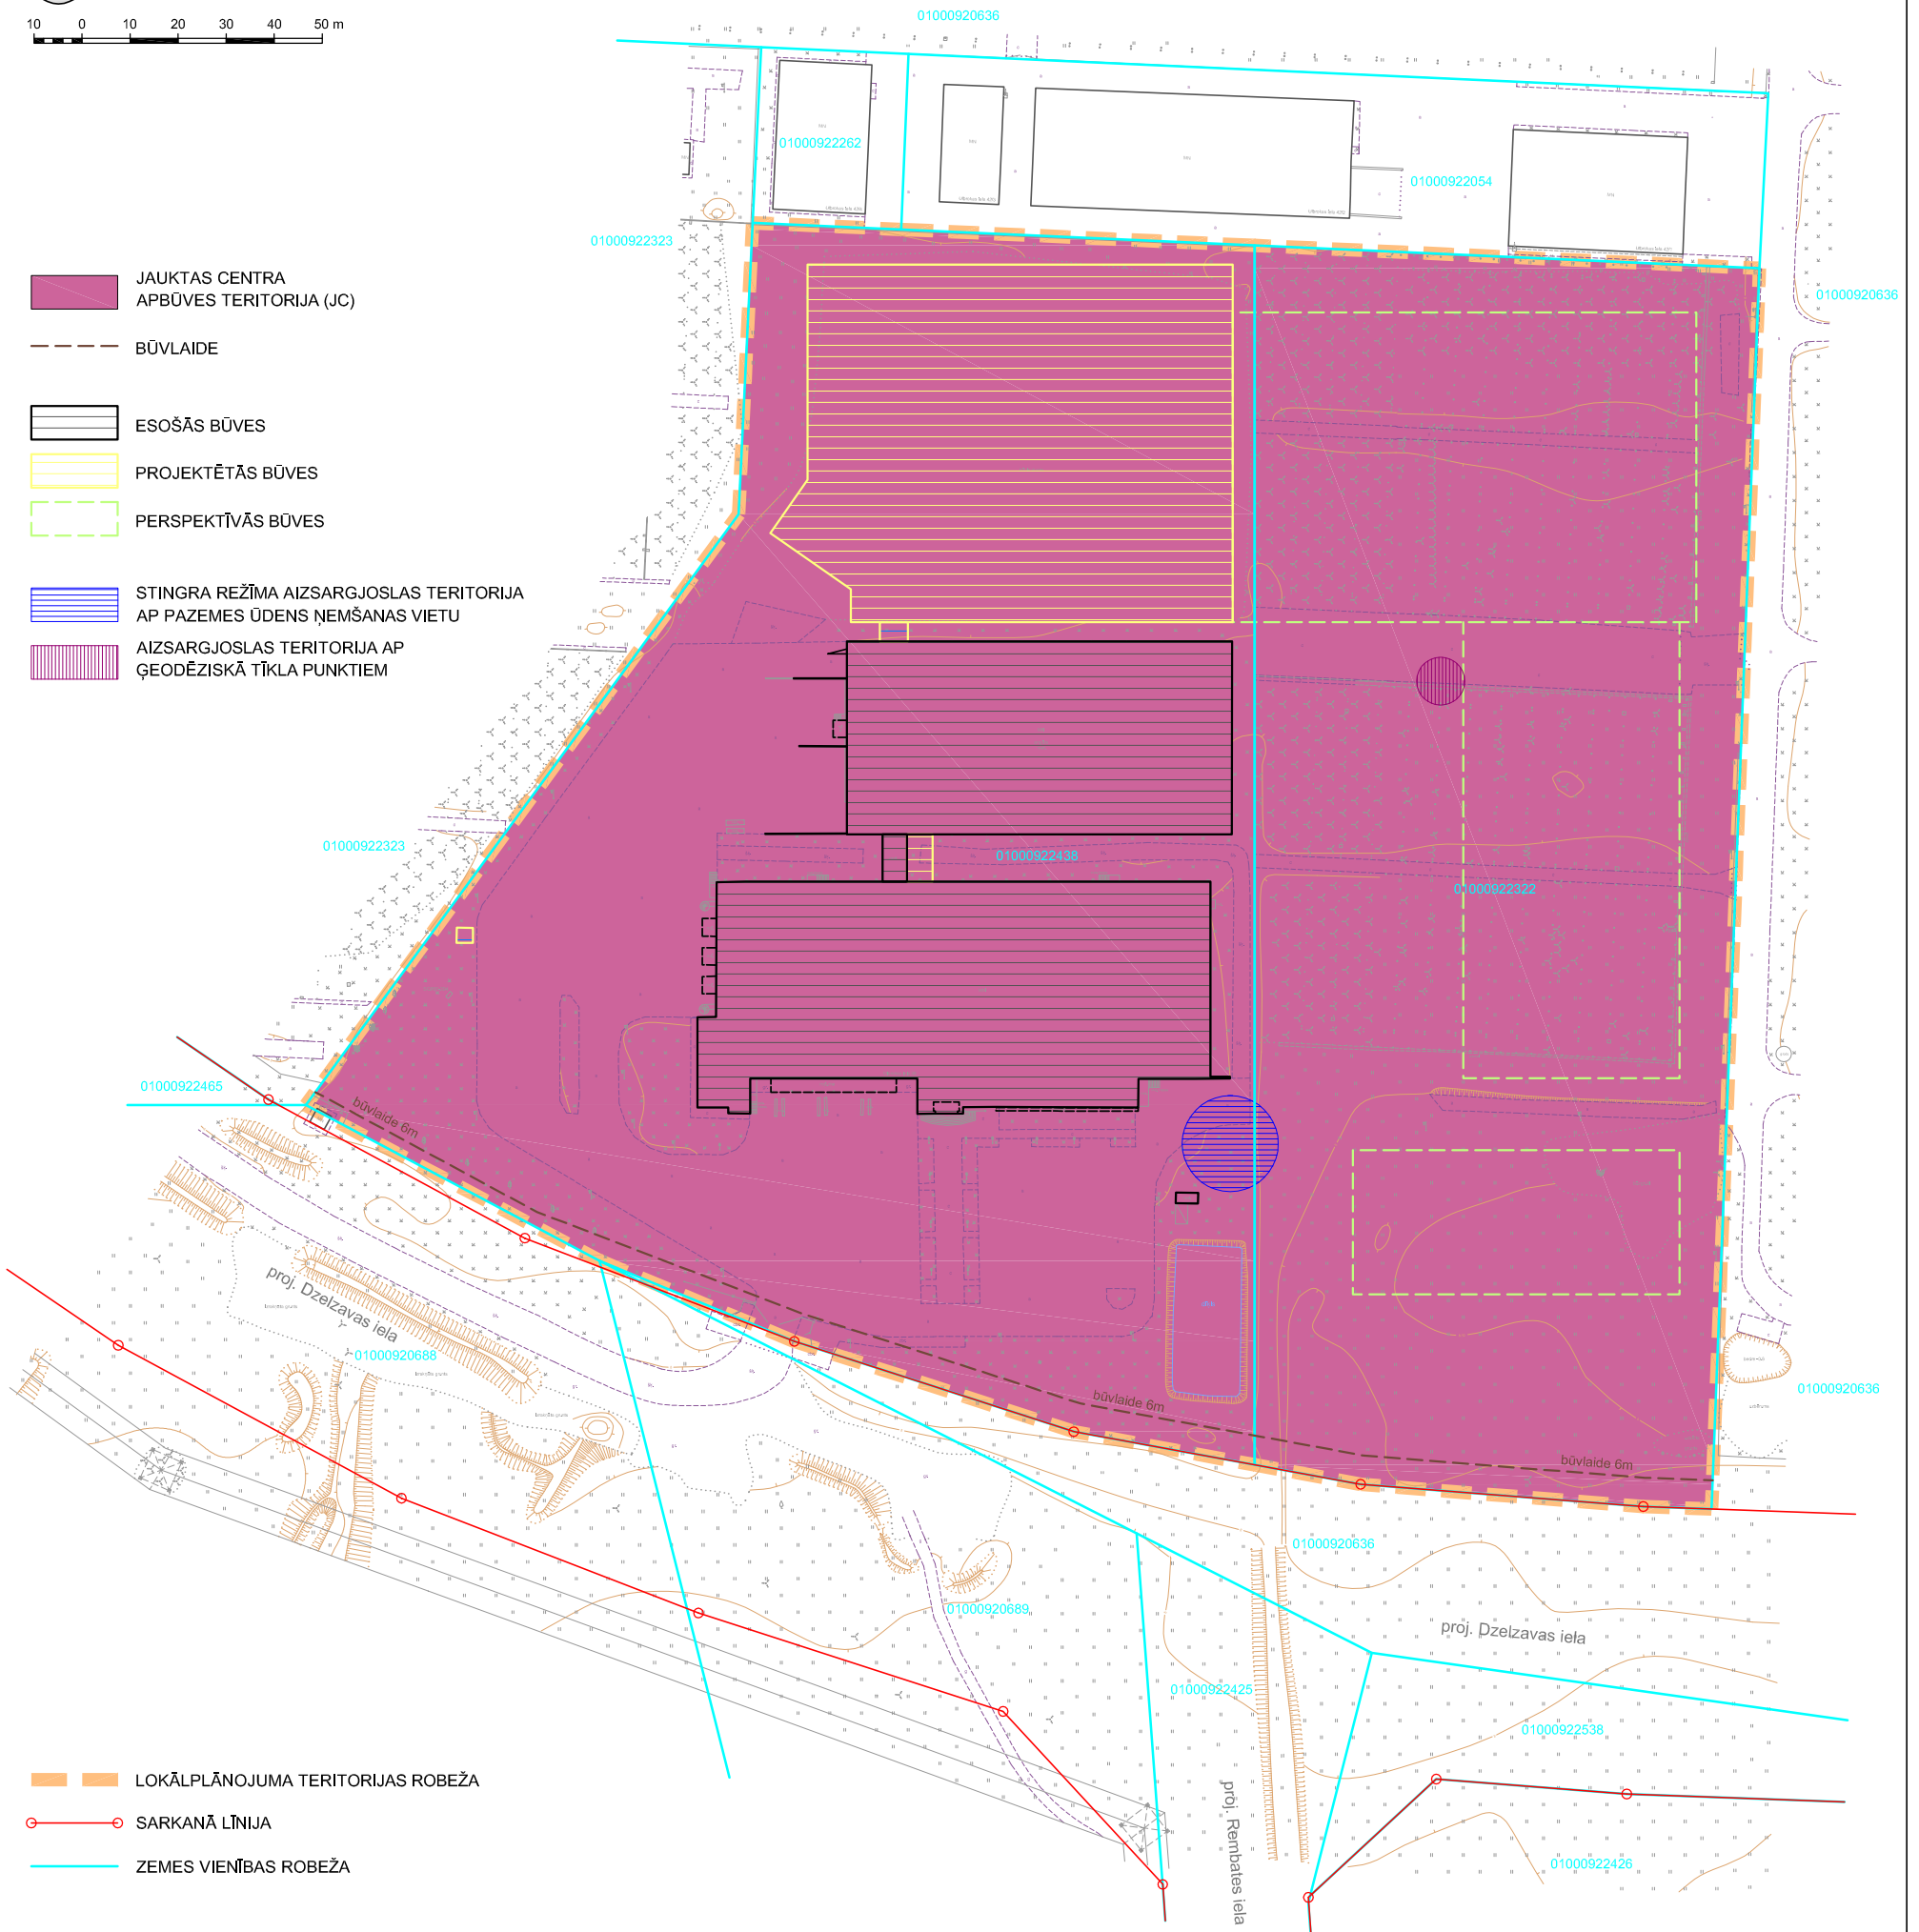 10 0 10 20 30 40 50 m
01000920636
01000922262
01000922054
01000922323
01000920636
JAUKTAS CENTRA
APBŪVES TERITORIJA (JC)
BŪVLAIDE
ESOŠĀS BŪVES
PROJEKTĒTĀS BŪVES
PERSPEKTĪVĀS BŪVES
STINGRA REŽĪMA AIZSARGJOSLAS TERITORIJA
AP PAZEMES ŪDENS ŅEMŠANAS VIETU
AIZSARGJOSLAS TERITORIJA AP
ĢEODĒZISKĀ TĪKLA PUNKTIEM
01000922323
01000922438
01000922322
01000922465
būvlaide 6m
proj. Dzelzavas iela
01000920688
būvlaide 6m
01000920636
būvlaide 6m
01000920636
01000920689
proj. Dzelzavas iela
01000922425
01000922538
proj. Rembates iela
01000922426
LOKĀLPLĀNOJUMA TERITORIJAS ROBEŽA
SARKANĀ LĪNIJA
ZEMES VIENĪBAS ROBEŽA